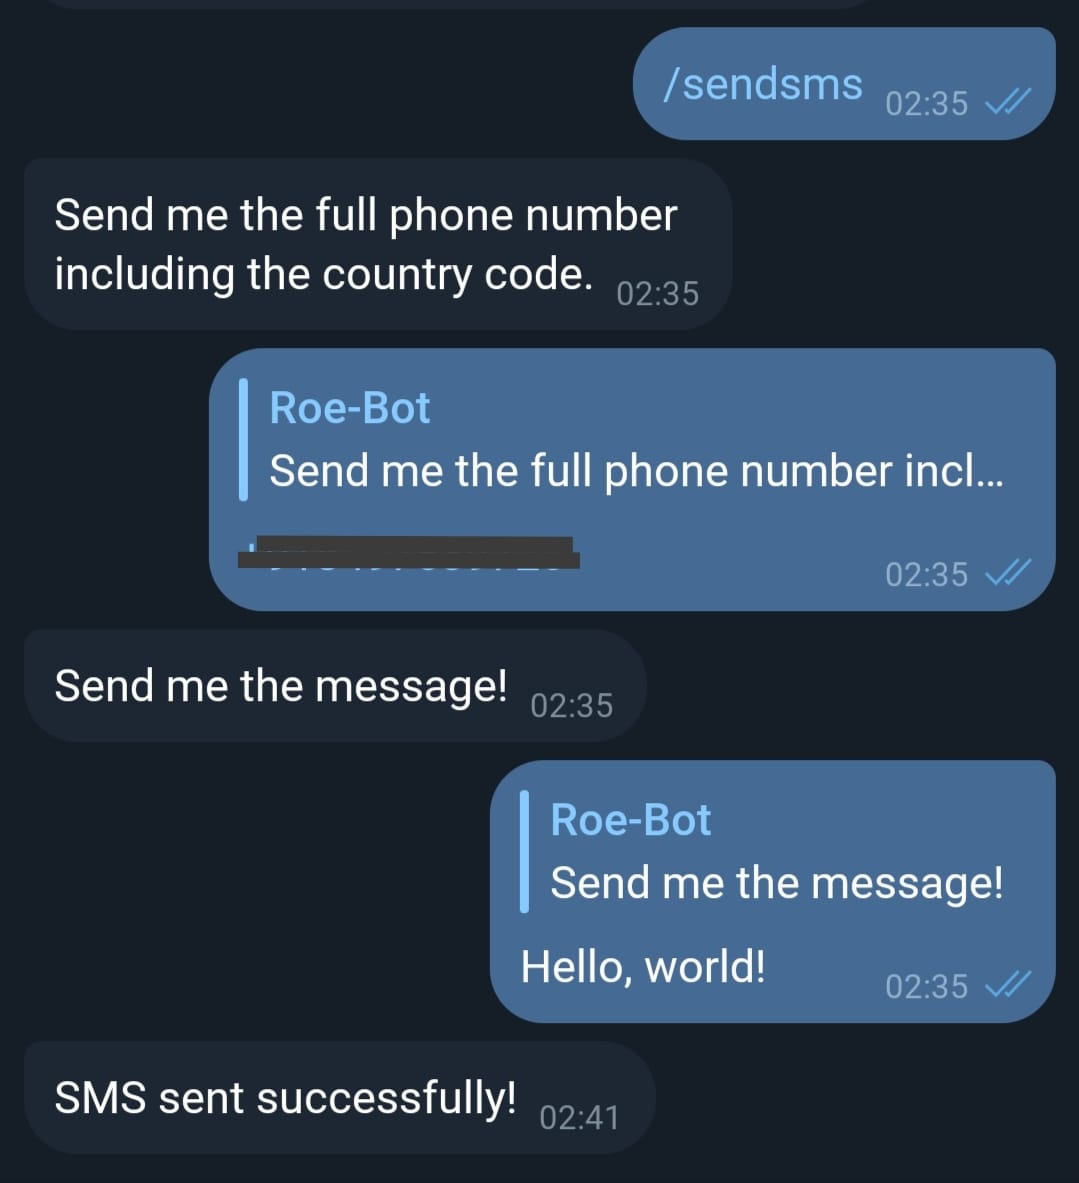 /sendsms 02:35
Send me the full phone number
including the country code. 02:35
Roe-Bot
Send me the full phone number incl...
02:35
Send me the message! 02:35
Roe-Bot
Send me the message!
Hello, world! 02:35
SMS sent successfully! 02:41